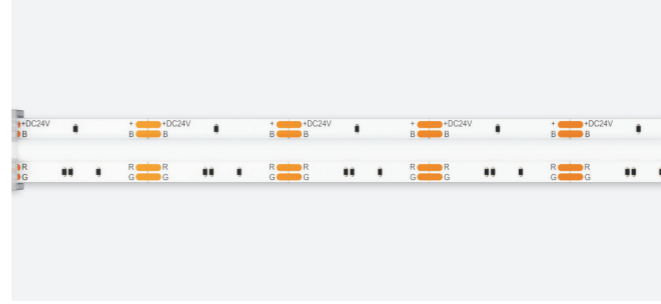 +DC24V + +DC24V + +DC24V + +DC24V + +DC24V
B B B B B B B B B
R R R R R R R R R
G G G G G G G G G